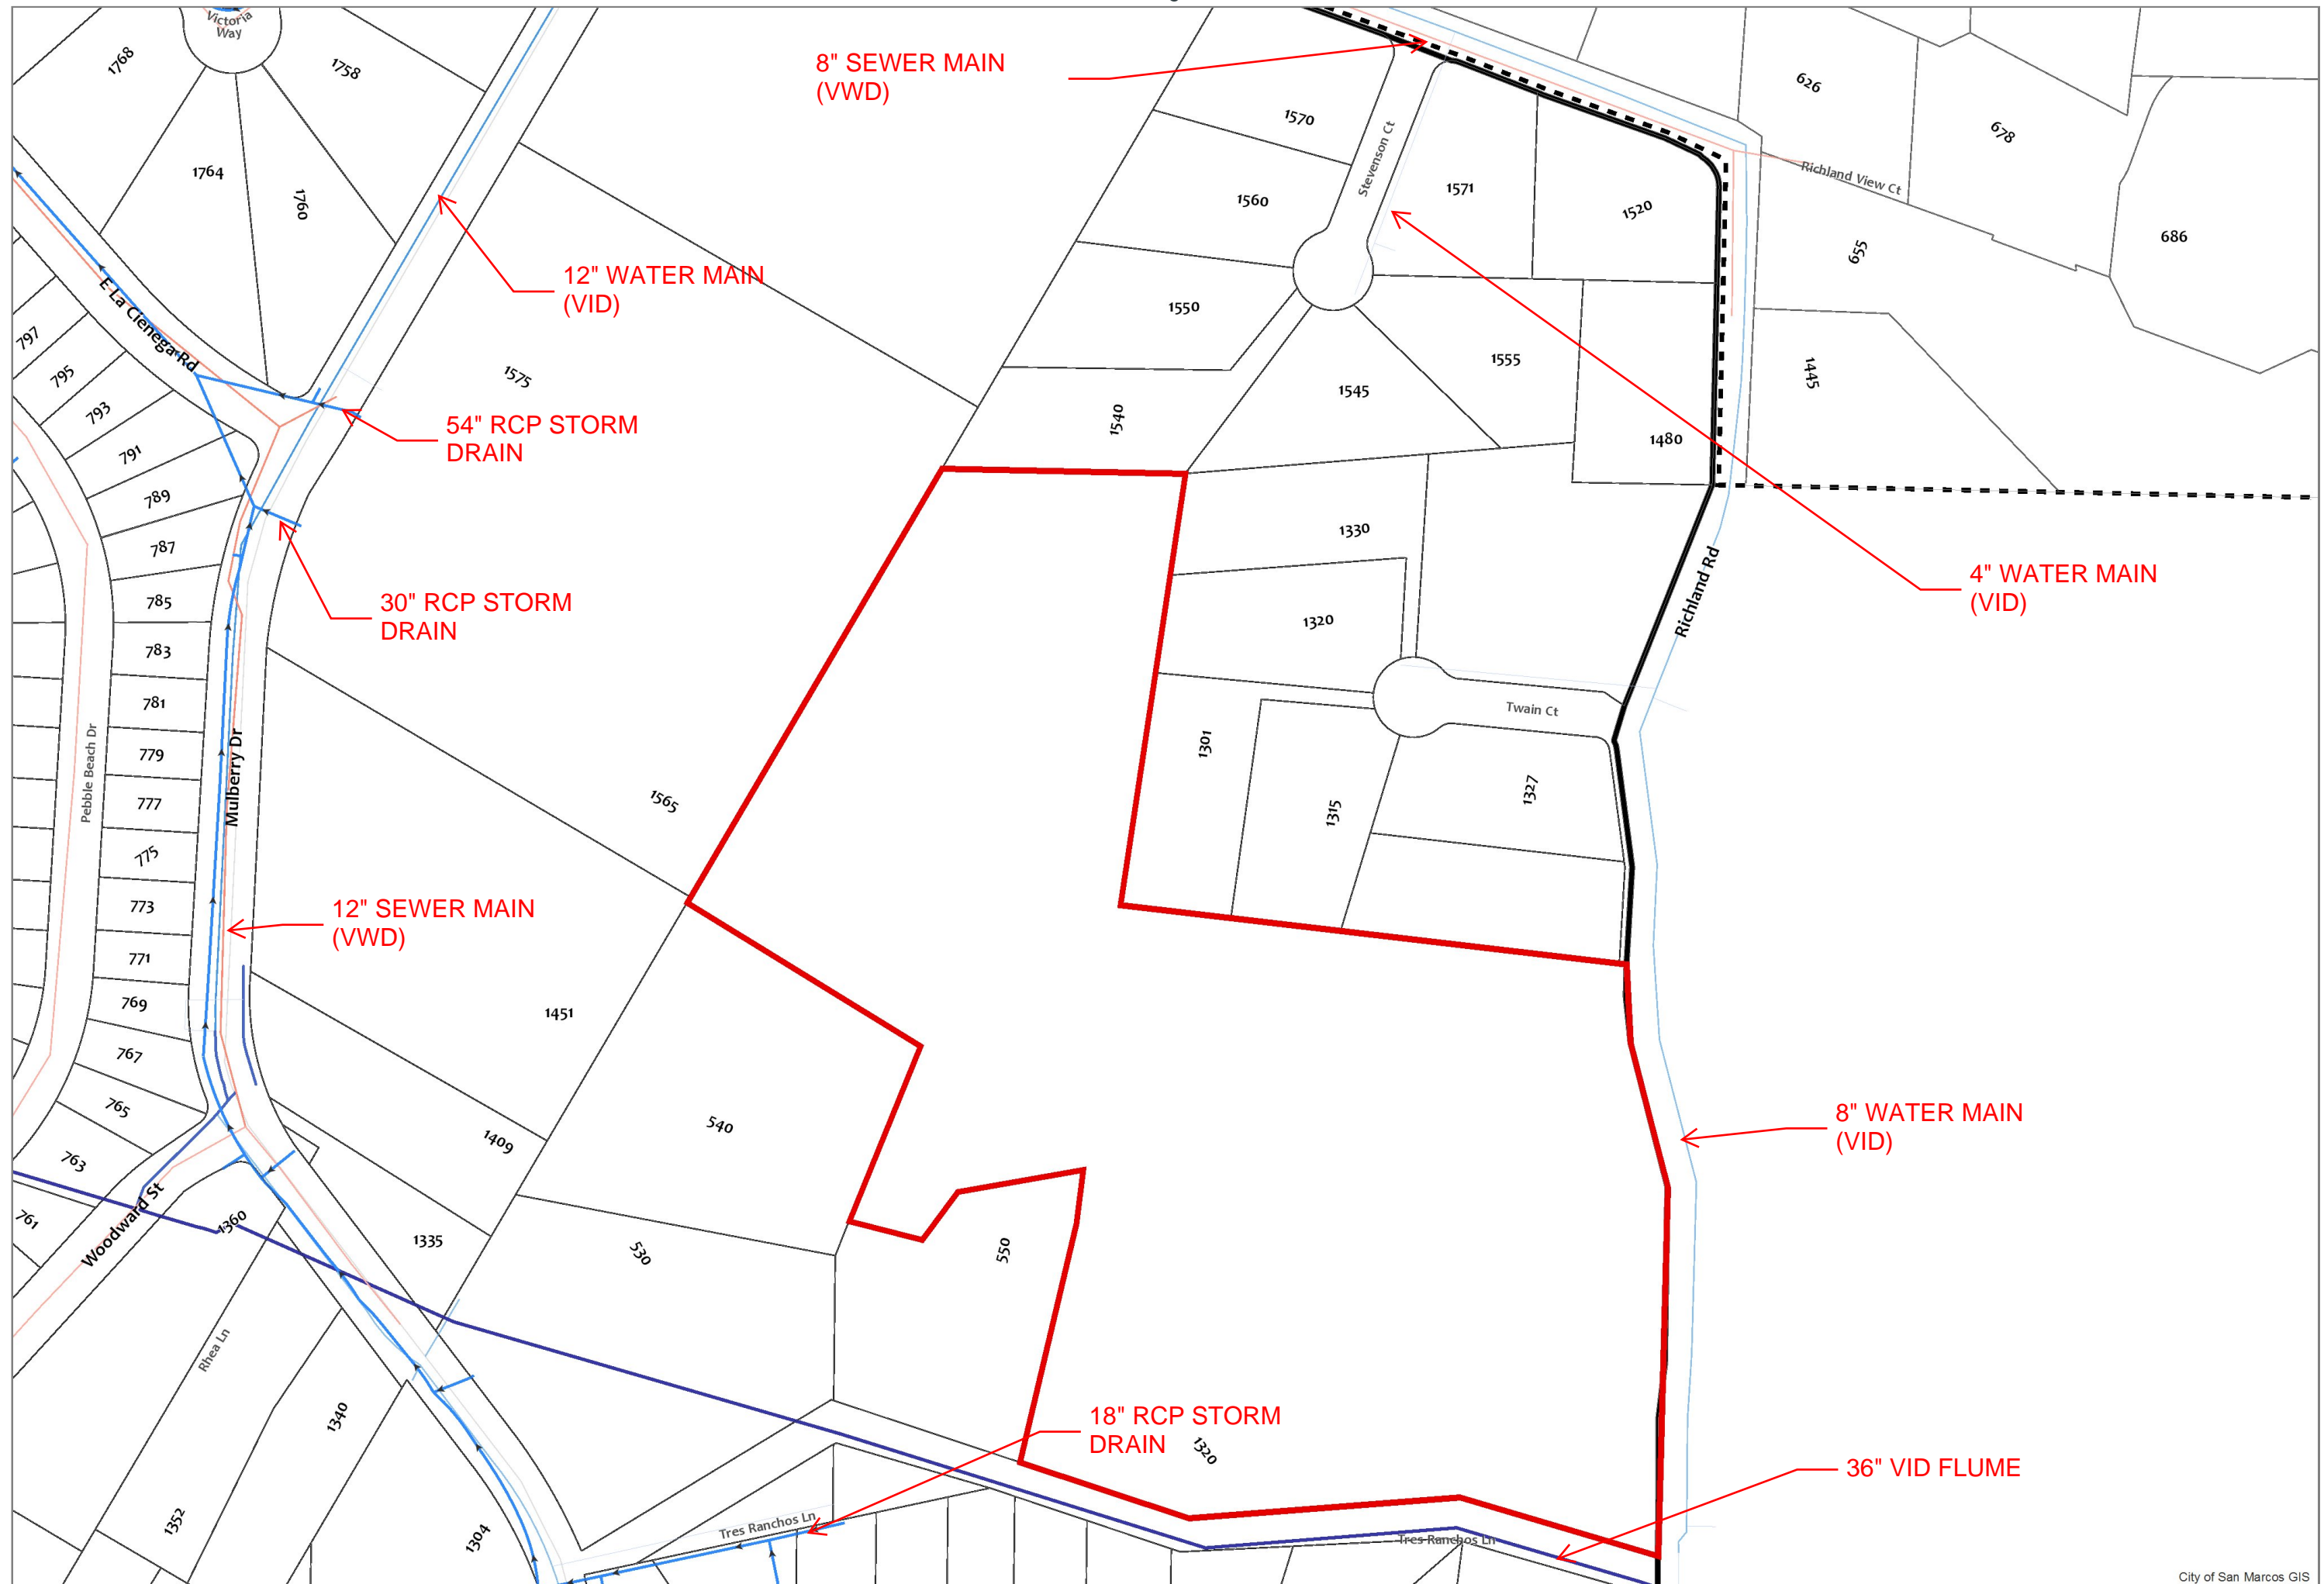 Victoria
Way
1768
1758
8" SEWER MAIN
(VWD)
626
678
1570
Stevenson Ct
1764
1760
1560
1571
1520
Richland View Ct
655
686
12" WATER MAIN
(VID)
E La Cienega Rd
1550
797
795
793
791
789
787
785
783
781
779
777
775
773
771
769
767
765
763
761
1575
1555
1545
1540
1480
1445
54" RCP STORM
DRAIN
30" RCP STORM
DRAIN
1330
4" WATER MAIN
(VID)
Richland Rd
1320
Twain Ct
1301
1315
1327
Pebble Beach Dr
Mulberry Dr
1565
12" SEWER MAIN
(VWD)
1451
540
1409
8" WATER MAIN
(VID)
Woodward St
1360
1335
530
550
Rhea Ln
1340
18" RCP STORM
DRAIN
1320
36" VID FLUME
1352
1304
Tres Ranchos Ln
Tres Ranchos Ln
City of San Marcos GIS